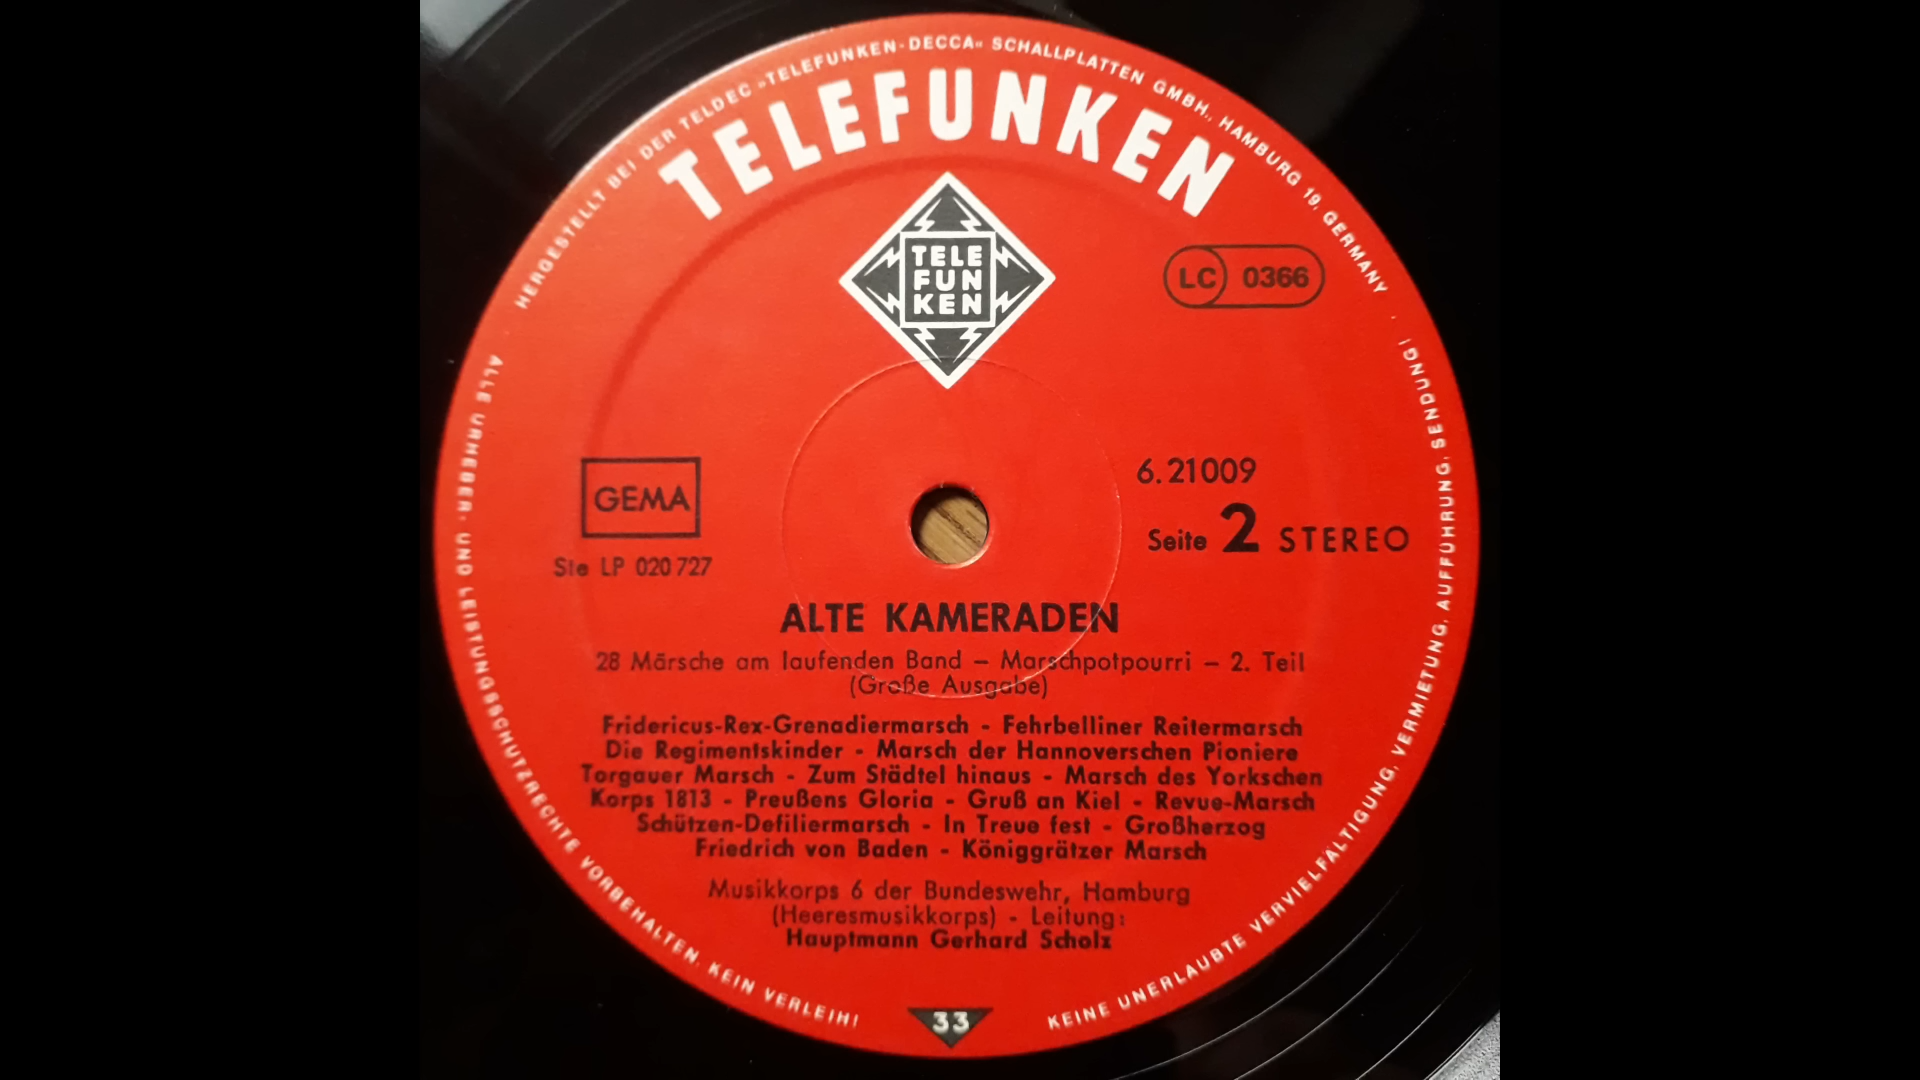 HERGESTELLT BEI DER TELDEC »TELEFUNKEN-DECCA« SCHALLPLATTEN GMBH., HAMBURG 19, GERMANY
TELEFUNKEN
TELE
FUN
KEN
LC 0366
GEMA
6.21009
Seite 2 STEREO
Ste LP 020 727
ALTE KAMERADEN
28 Märsche am laufenden Band – Marschpotpourri – 2. Teil
(Große Ausgabe)
Fridericus-Rex-Grenadiermarsch - Fehrbelliner Reitermarsch
Die Regimentskinder - Marsch der Hannoverschen Pioniere
Torgauer Marsch - Zum Städtel hinaus - Marsch des Yorkschen
Korps 1813 - Preußens Gloria - Gruß an Kiel - Revue-Marsch
Schützen-Defiliermarsch - In Treue fest - Großherzog
Friedrich von Baden - Königgrätzer Marsch
Musikkorps 6 der Bundeswehr, Hamburg
(Heeresmusikkorps) - Leitung:
Hauptmann Gerhard Scholz
33
ALLE URHEBER- UND LEISTUNGSSCHUTZRECHTE VORBEHALTEN. KEIN VERLEIH!
KEINE UNERLAUBTE VERVIELFÄLTIGUNG, VERMIETUNG, AUFFÜHRUNG, SENDUNG!